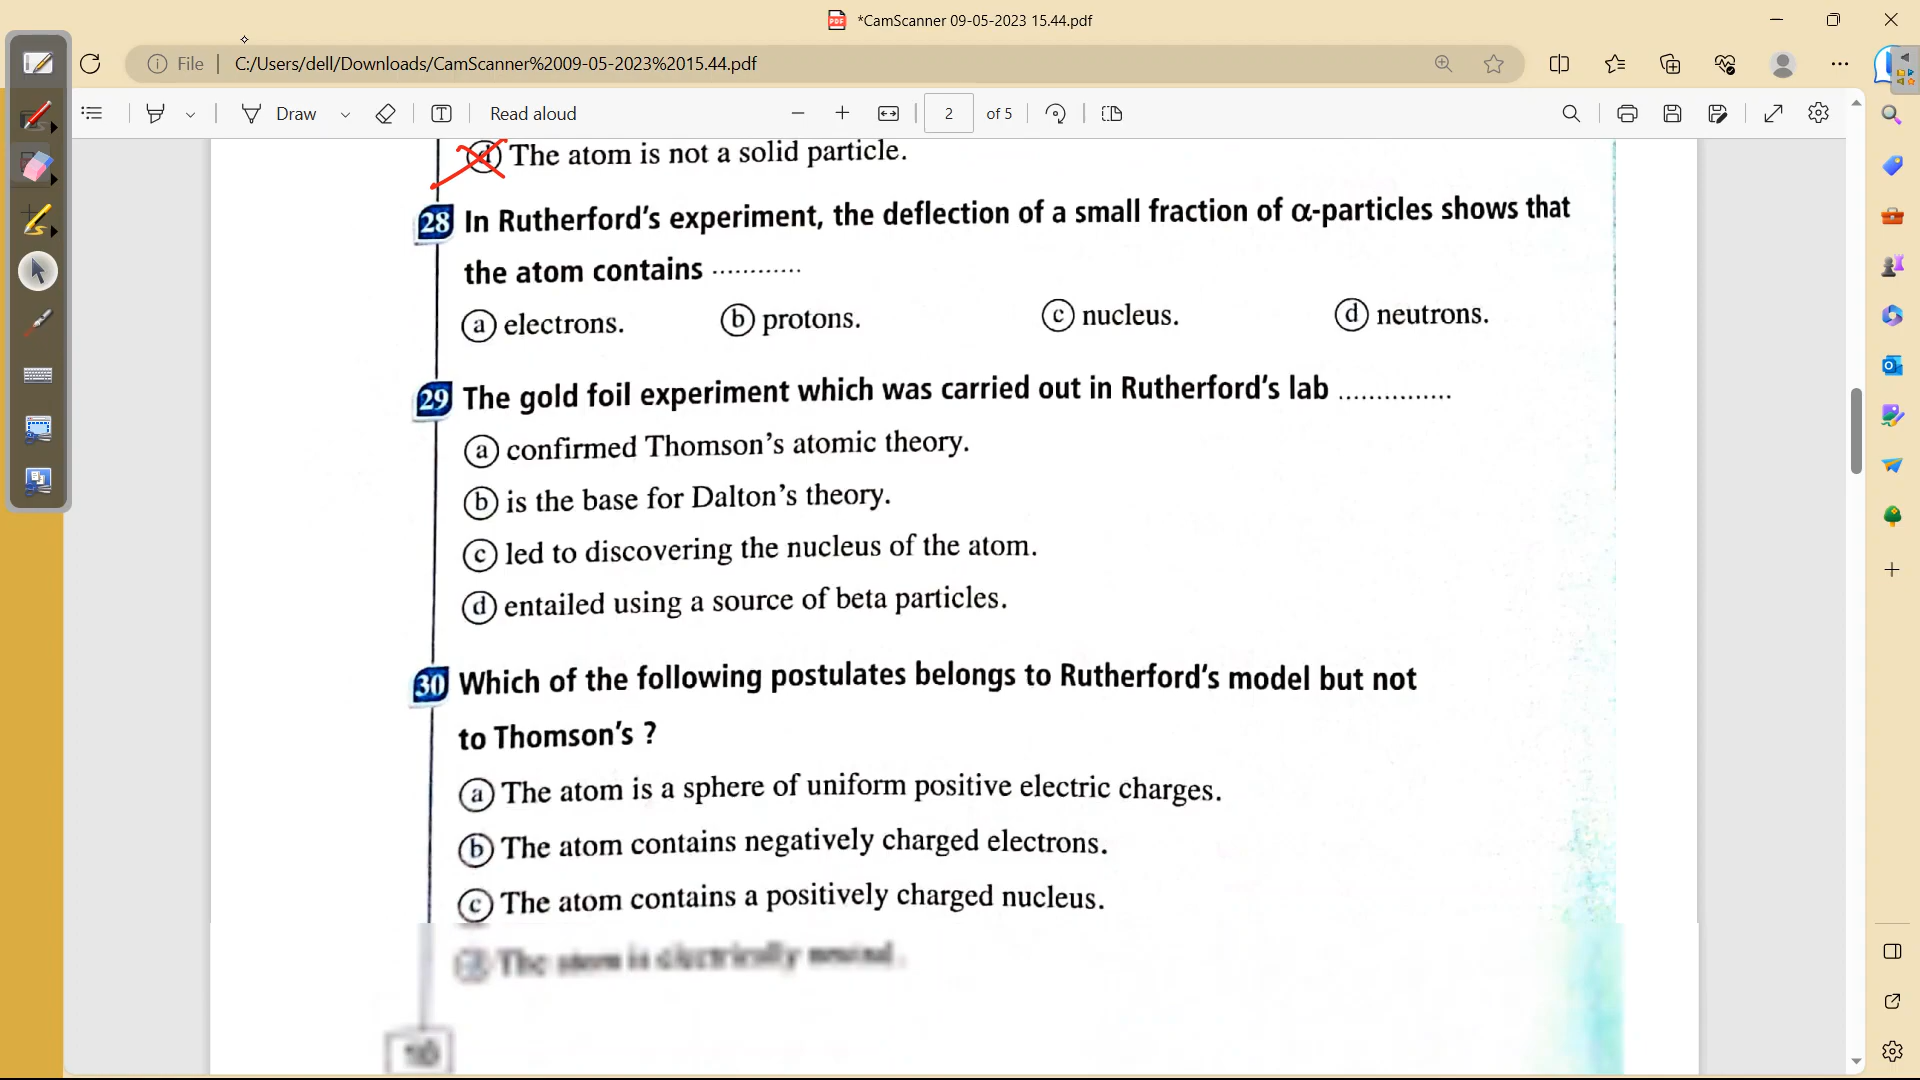 *CamScanner 09-05-2023 15.44.pdf
File | C:/Users/dell/Downloads/CamScanner%2009-05-2023%2015.44.pdf
Draw
Read aloud
2 of 5
d The atom is not a solid particle.
28 In Rutherford's experiment, the deflection of a small fraction of α-particles shows that
the atom contains ............
a electrons. b protons. c nucleus. d neutrons.
29 The gold foil experiment which was carried out in Rutherford's lab ...............
a confirmed Thomson's atomic theory.
b is the base for Dalton's theory.
c led to discovering the nucleus of the atom.
d entailed using a source of beta particles.
30 Which of the following postulates belongs to Rutherford's model but not
to Thomson's ?
a The atom is a sphere of uniform positive electric charges.
b The atom contains negatively charged electrons.
c The atom contains a positively charged nucleus.
The atom is electrically neutral.